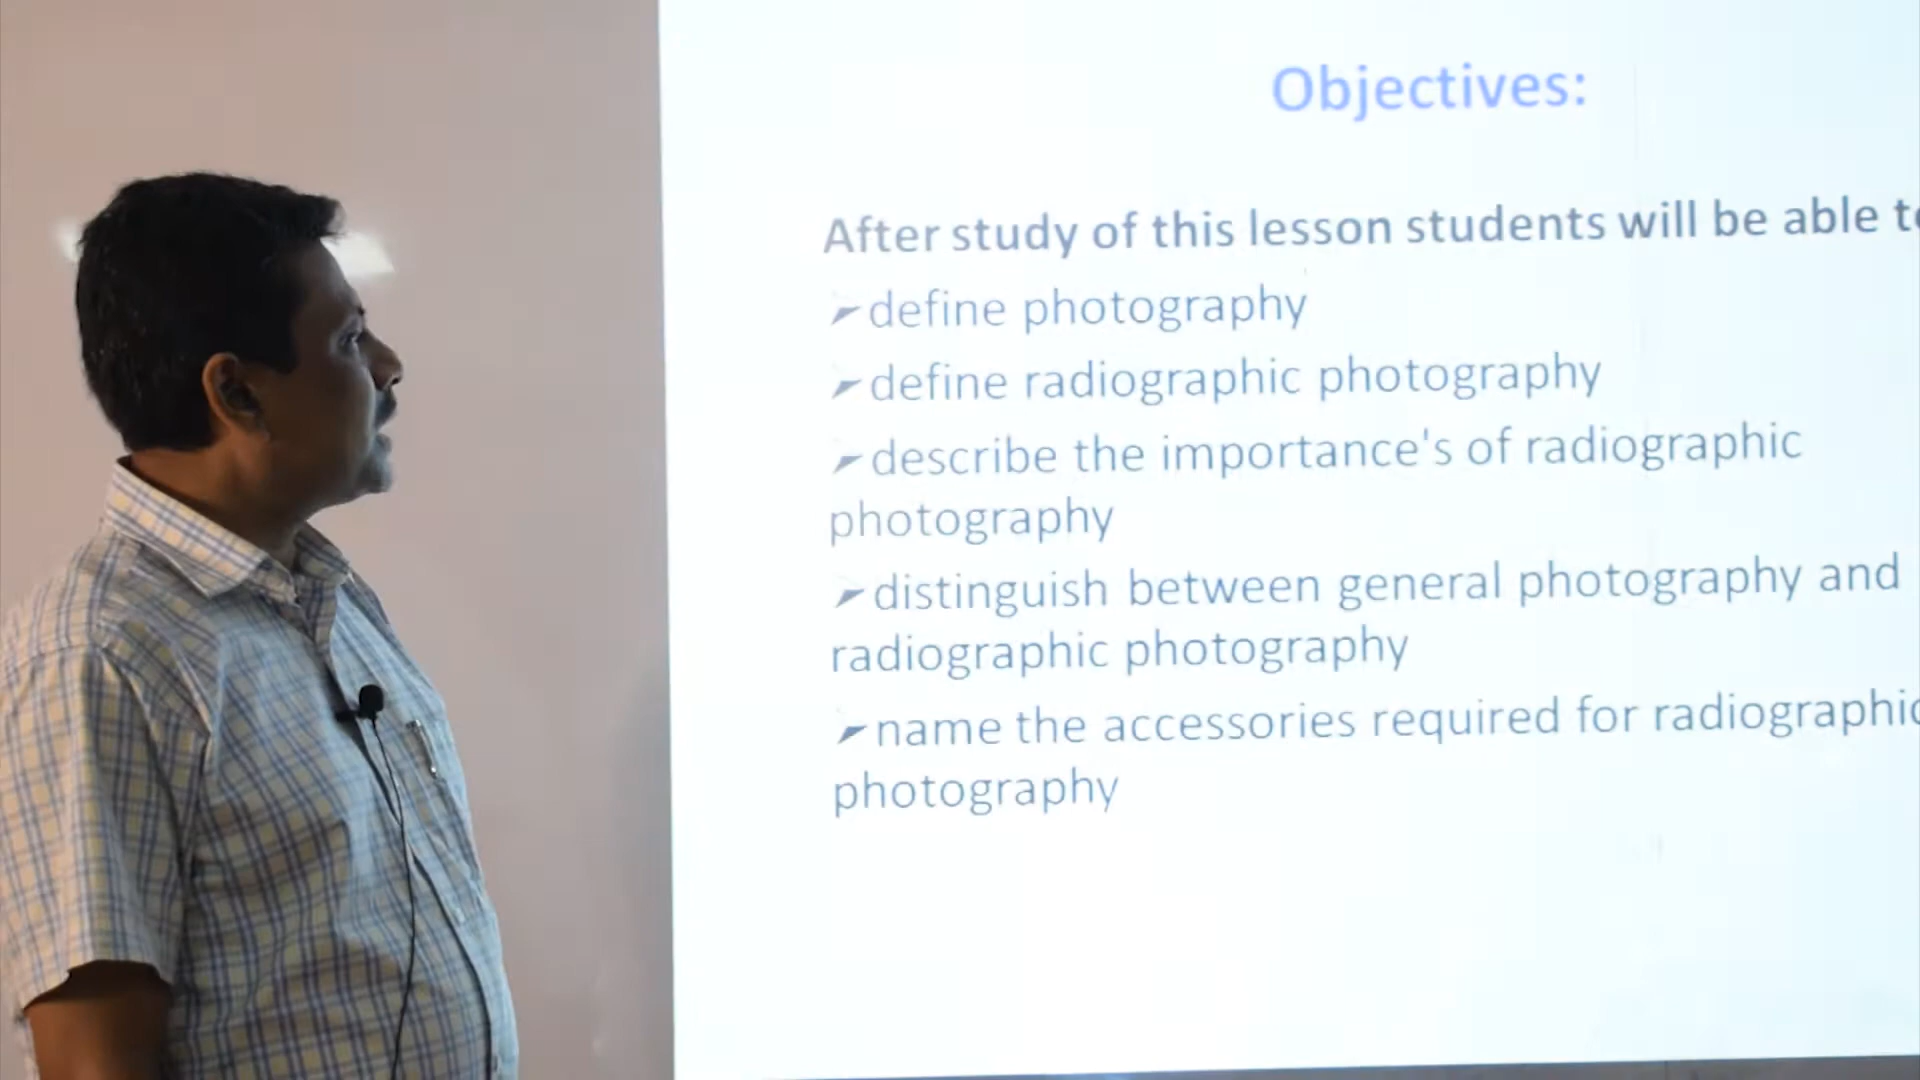 Objectives:
After study of this lesson students will be able
➢define photography
➢define radiographic photography
➢describe the importance's of radiographic
photography
➢distinguish between general photography and
radiographic photography
➢name the accessories required for radiographic
photography